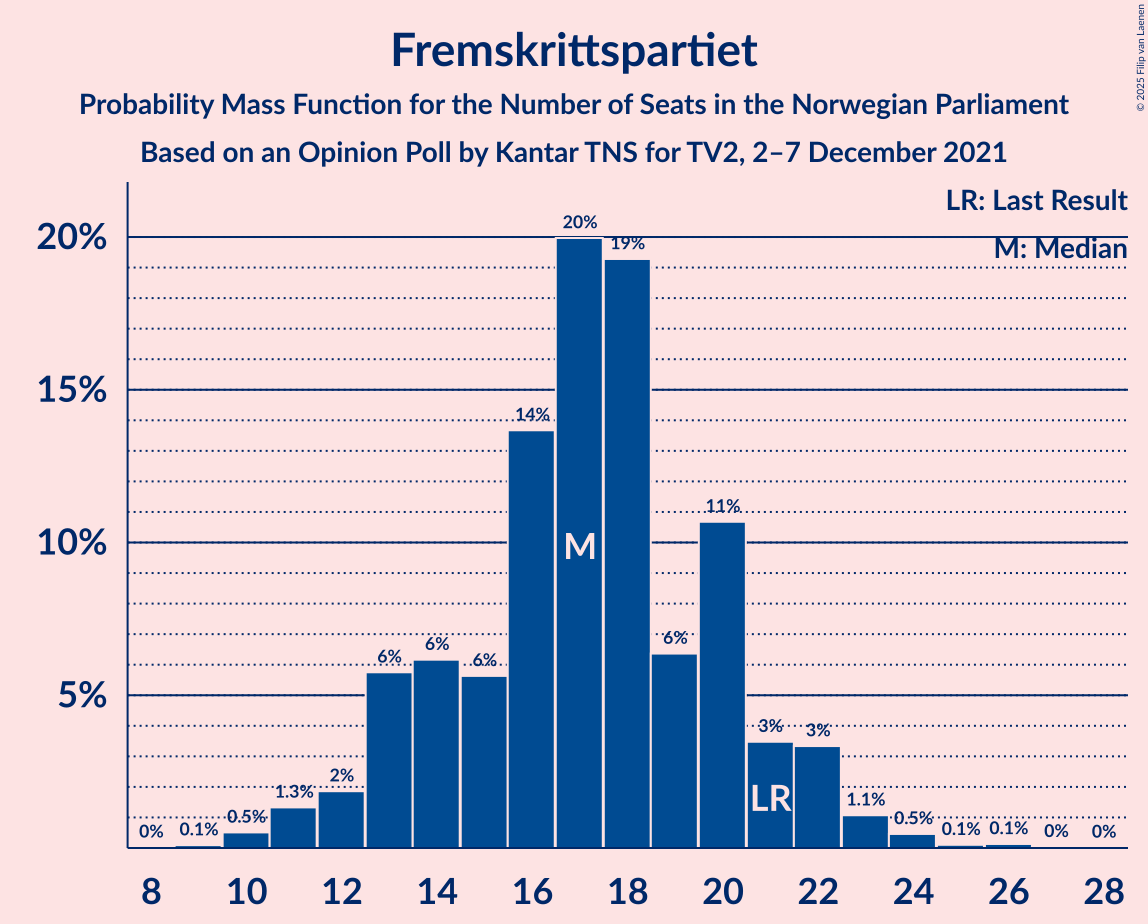 Fremskrittspartiet
Probability Mass Function for the Number of Seats in the Norwegian Parliament
Based on an Opinion Poll by Kantar TNS for TV2, 2–7 December 2021
© 2025 Filip van Laenen
LR: Last Result
M: Median
20%
15%
10%
5%
0% 0.1% 0.5% 1.3% 2% 6% 6% 6% 14% 20% 19% 6% 11% 3% 3% 1.1% 0.5% 0.1% 0.1% 0% 0%
M
LR
8 10 12 14 16 18 20 22 24 26 28